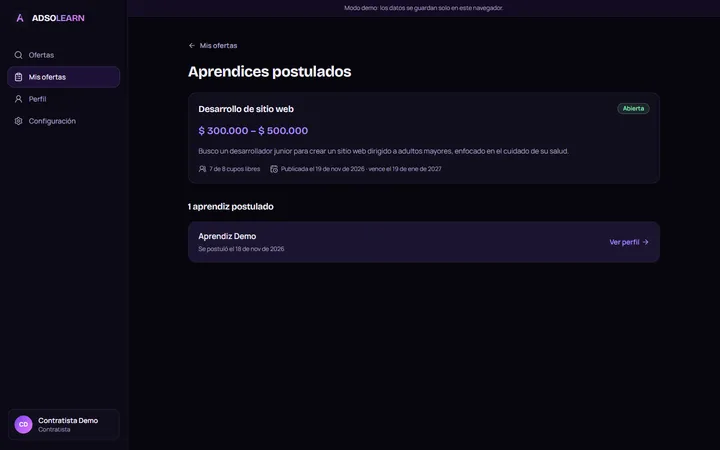 Modo demo: los datos se guardan solo en este navegador.
ADSOLEARN
Ofertas
Mis ofertas
Perfil
Configuración
Mis ofertas
Aprendices postulados
Desarrollo de sitio web
Abierta
$ 300.000 – $ 500.000
Busco un desarrollador junior para crear un sitio web dirigido a adultos mayores, enfocado en el cuidado de su salud.
7 de 8 cupos libres
Publicada el 19 de nov de 2026 · vence el 19 de ene de 2027
1 aprendiz postulado
Aprendiz Demo
Se postuló el 18 de nov de 2026
Ver perfil →
CD
Contratista Demo
Contratista